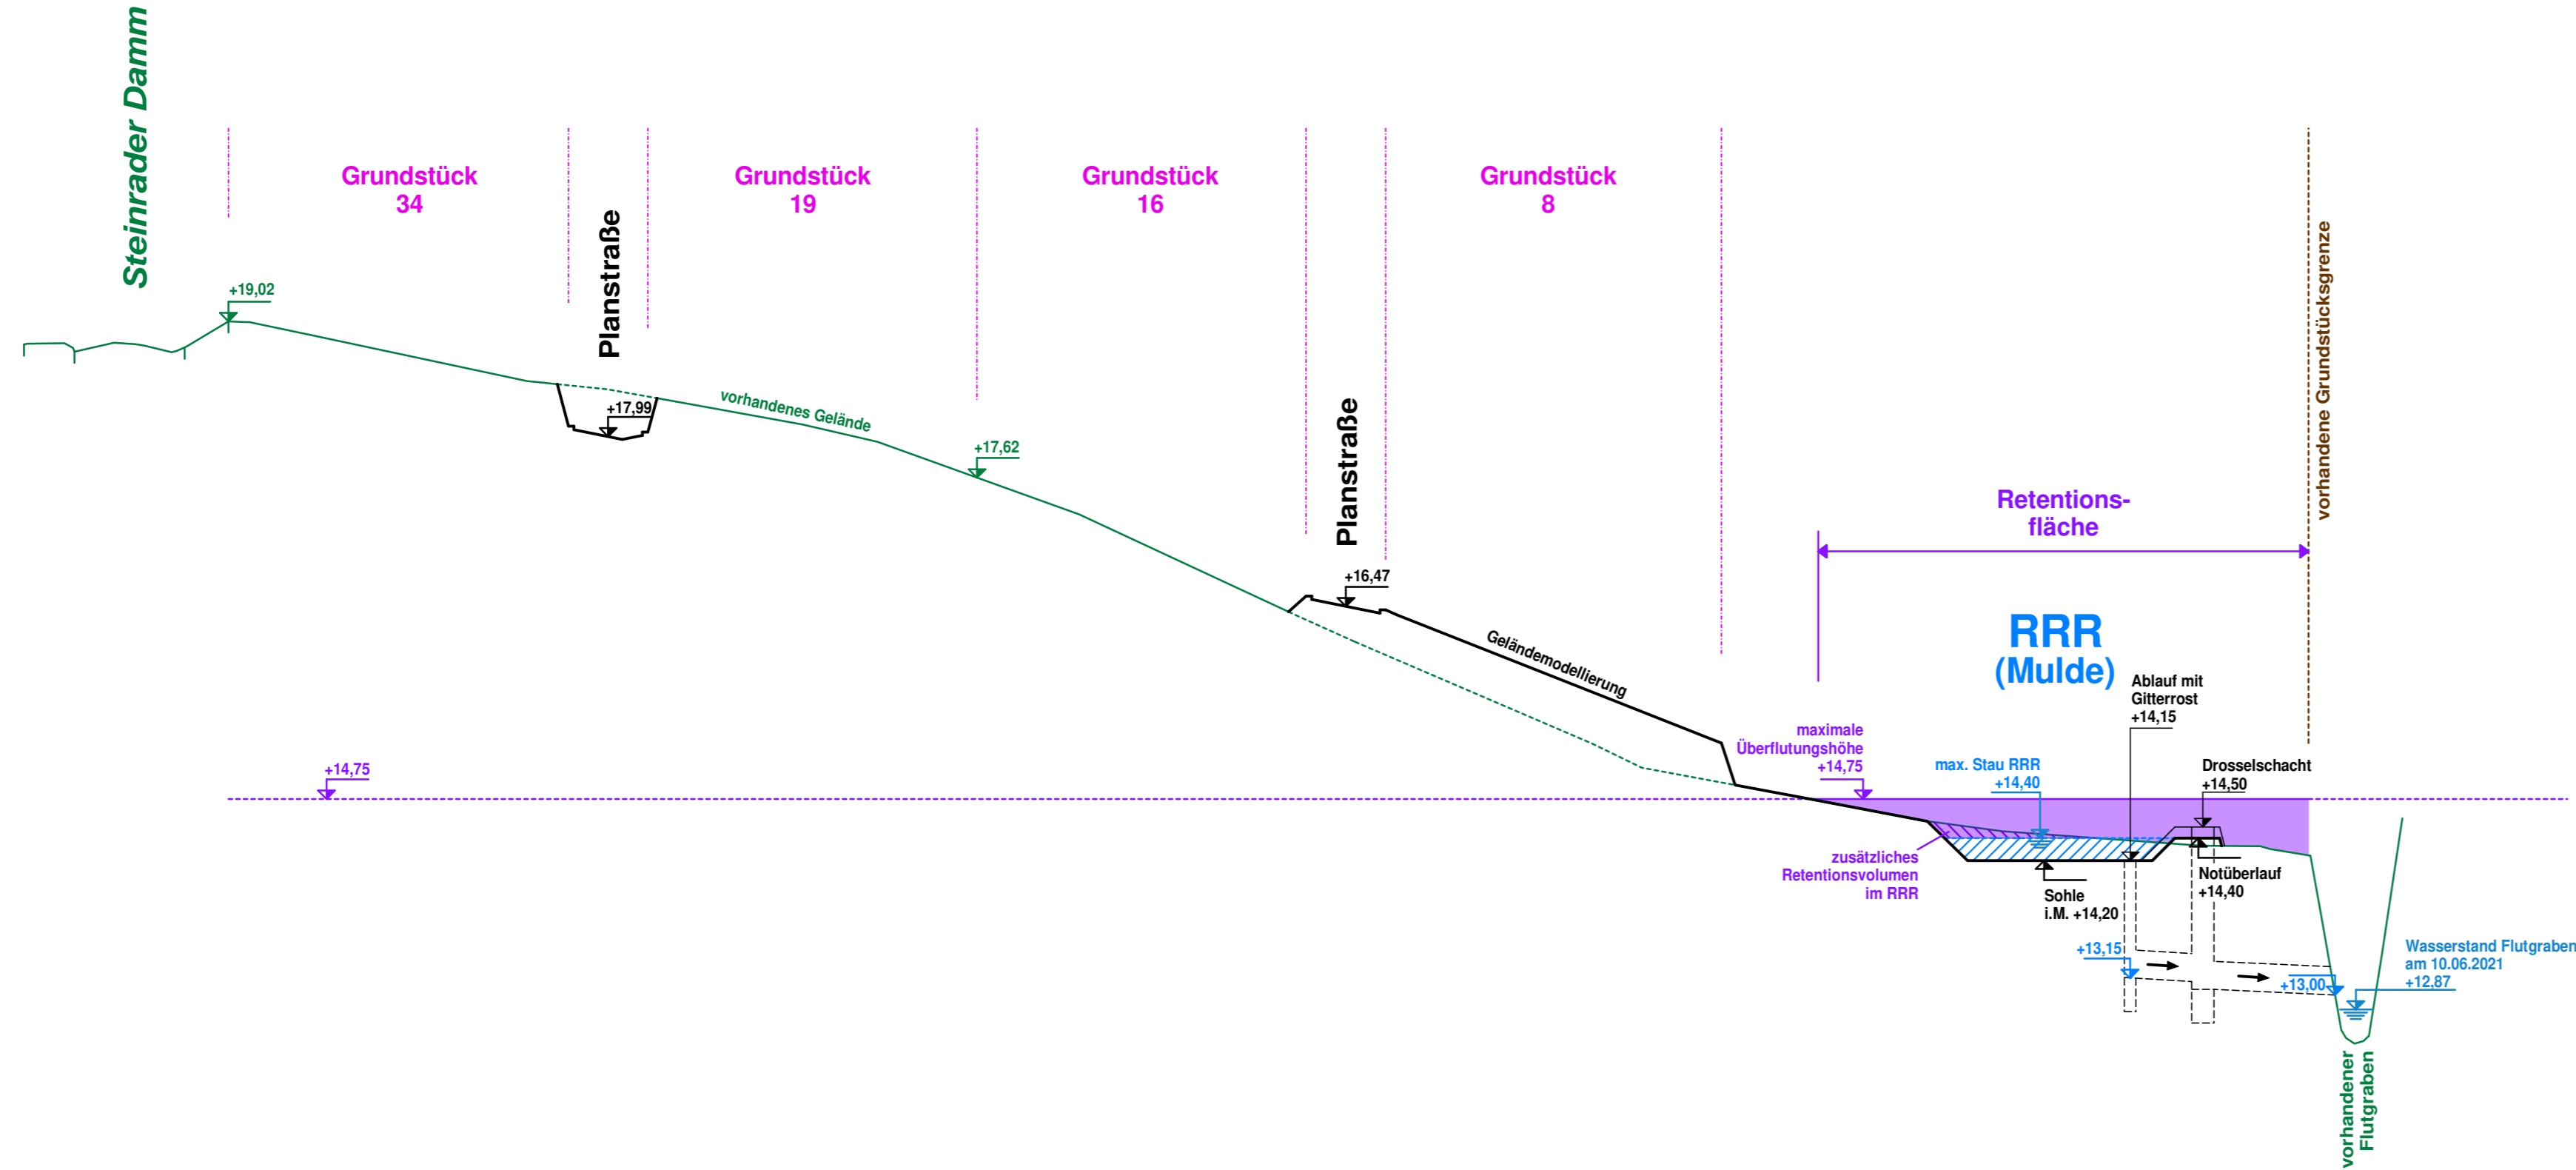 Steinrader Damm
Grundstück
34
Planstraße
Grundstück
19
Grundstück
16
Planstraße
Grundstück
8
vorhandene Grundstücksgrenze
+19,02
+17,99
vorhandenes Gelände
+17,62
+16,47
Geländemodellierung
Retentions-
fläche
RRR
(Mulde)
Ablauf mit
Gitterrost
+14,15
maximale
Überflutungshöhe
+14,75
+14,75
max. Stau RRR
+14,40
Drosselschacht
+14,50
zusätzliches
Retentionsvolumen
im RRR
Sohle
i.M. +14,20
Notüberlauf
+14,40
+13,15
+13,00
Wasserstand Flutgraben
am 10.06.2021
+12,87
vorhandener
Flutgraben